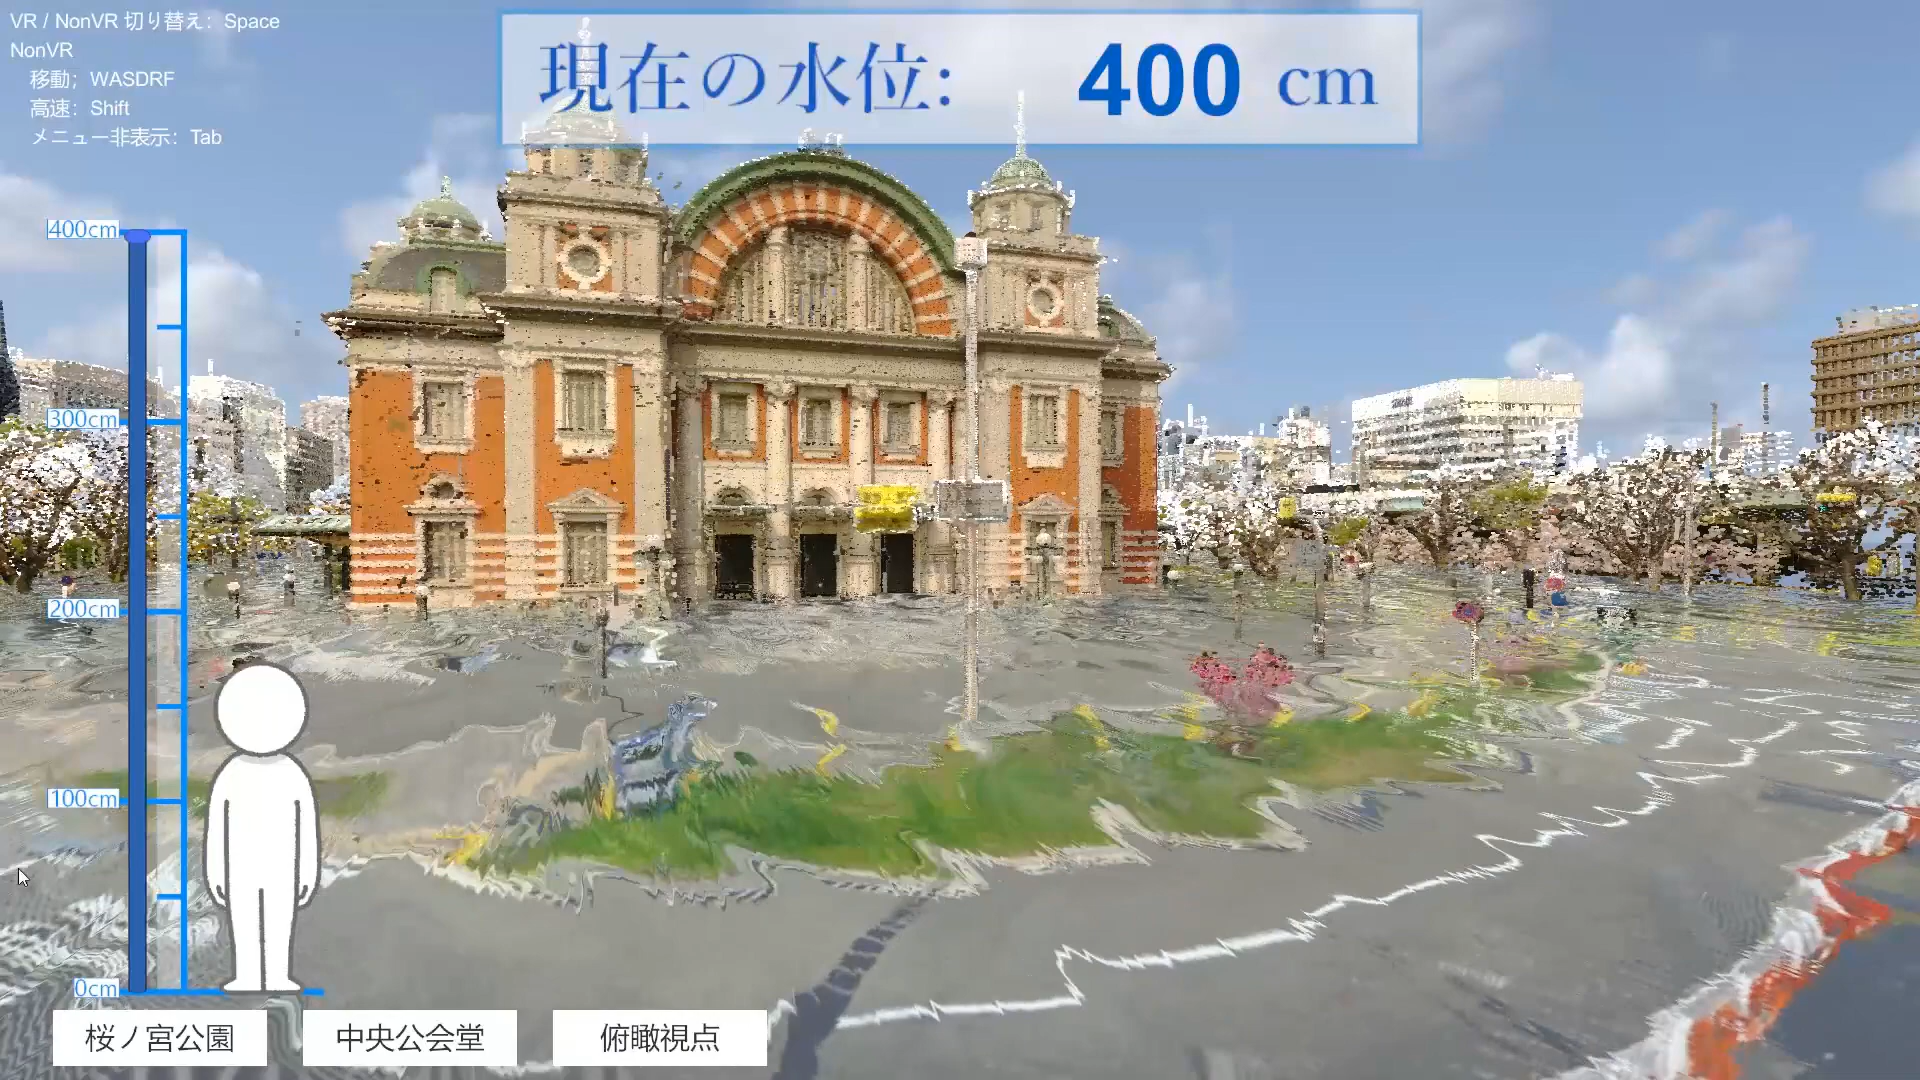 VR / NonVR 切り替え：Space
NonVR
移動；WASDRF
高速：Shift
メニュー非表示：Tab
現在の水位: 400 cm
400cm
300cm
200cm
100cm
0cm
桜ノ宮公園
中央公会堂
俯瞰視点